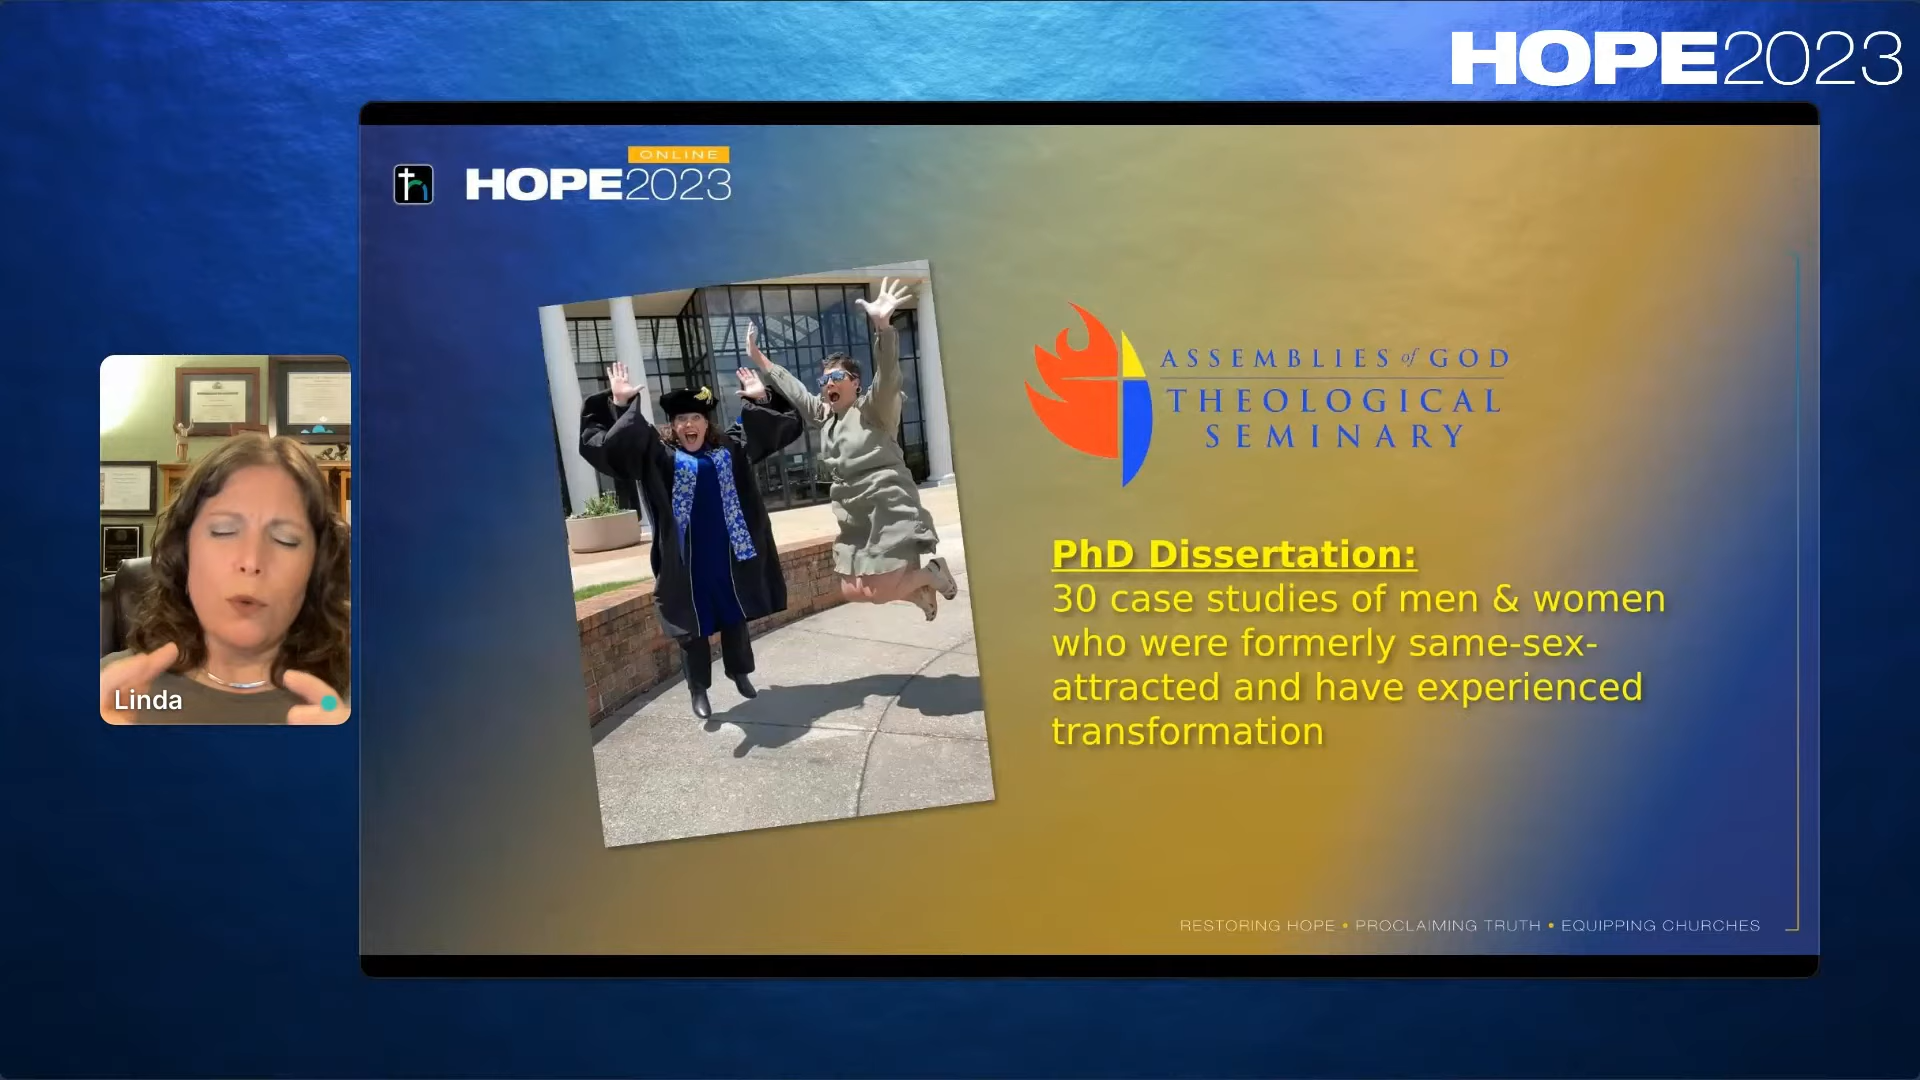 HOPE2023
ONLINE
HOPE2023
ASSEMBLIES of GOD
THEOLOGICAL
SEMINARY
PhD Dissertation:
30 case studies of men & women
who were formerly same-sex-
attracted and have experienced
transformation
Linda
RESTORING HOPE • PROCLAIMING TRUTH • EQUIPPING CHURCHES